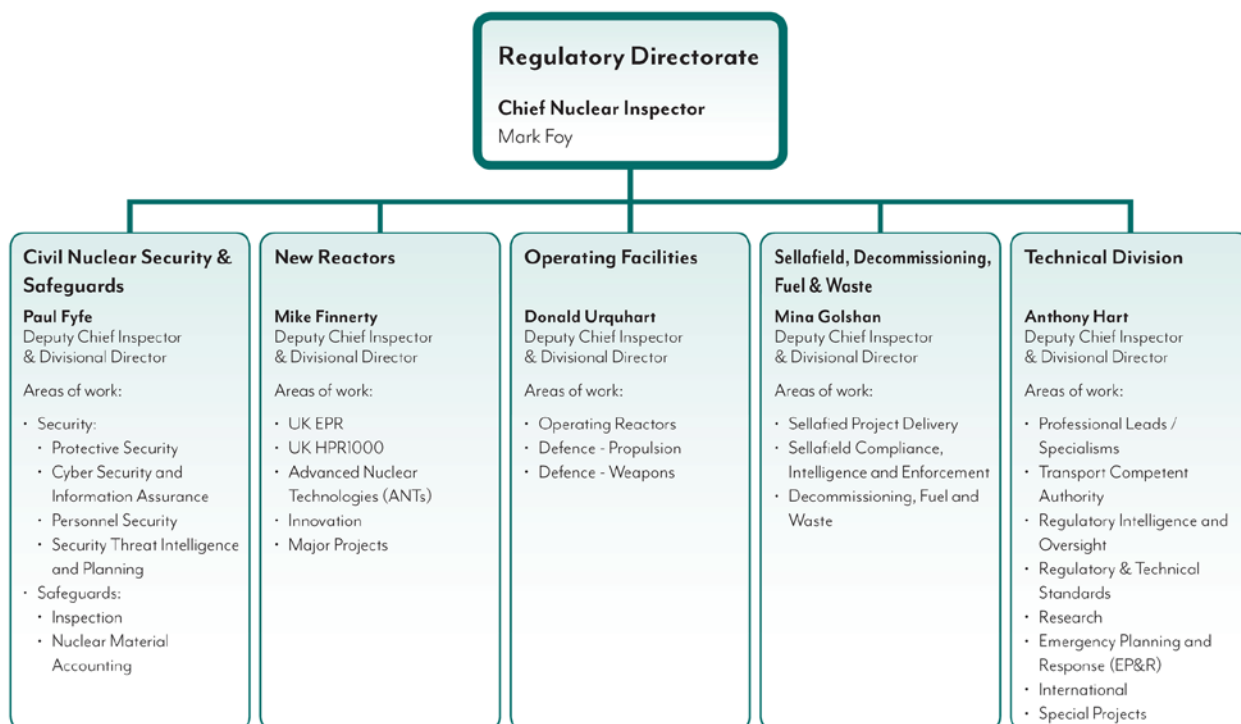 Regulatory Directorate
Chief Nuclear Inspector
Mark Foy
Civil Nuclear Security &
Safeguards
Paul Fyfe
Deputy Chief Inspector
& Divisional Director
Areas of work:
· Security:
· Protective Security
· Cyber Security and
Information Assurance
· Personnel Security
· Security Threat Intelligence
and Planning
· Safeguards:
· Inspection
· Nuclear Material
Accounting
New Reactors
Mike Finnerty
Deputy Chief Inspector
& Divisional Director
Areas of work:
· UK EPR
· UK HPR1000
· Advanced Nuclear
Technologies (ANTs)
· Innovation
· Major Projects
Operating Facilities
Donald Urquhart
Deputy Chief Inspector
& Divisional Director
Areas of work:
· Operating Reactors
· Defence - Propulsion
· Defence - Weapons
Sellafield, Decommissioning,
Fuel & Waste
Mina Golshan
Deputy Chief Inspector
& Divisional Director
Areas of work:
· Sellafied Project Delivery
· Sellafield Compliance,
Intelligence and Enforcement
· Decommissioning, Fuel and
Waste
Technical Division
Anthony Hart
Deputy Chief Inspector
& Divisional Director
Areas of work:
· Professional Leads /
Specialisms
· Transport Competent
Authority
· Regulatory Intelligence and
Oversight
· Regulatory & Technical
Standards
· Research
· Emergency Planning and
Response (EP&R)
· International
· Special Projects